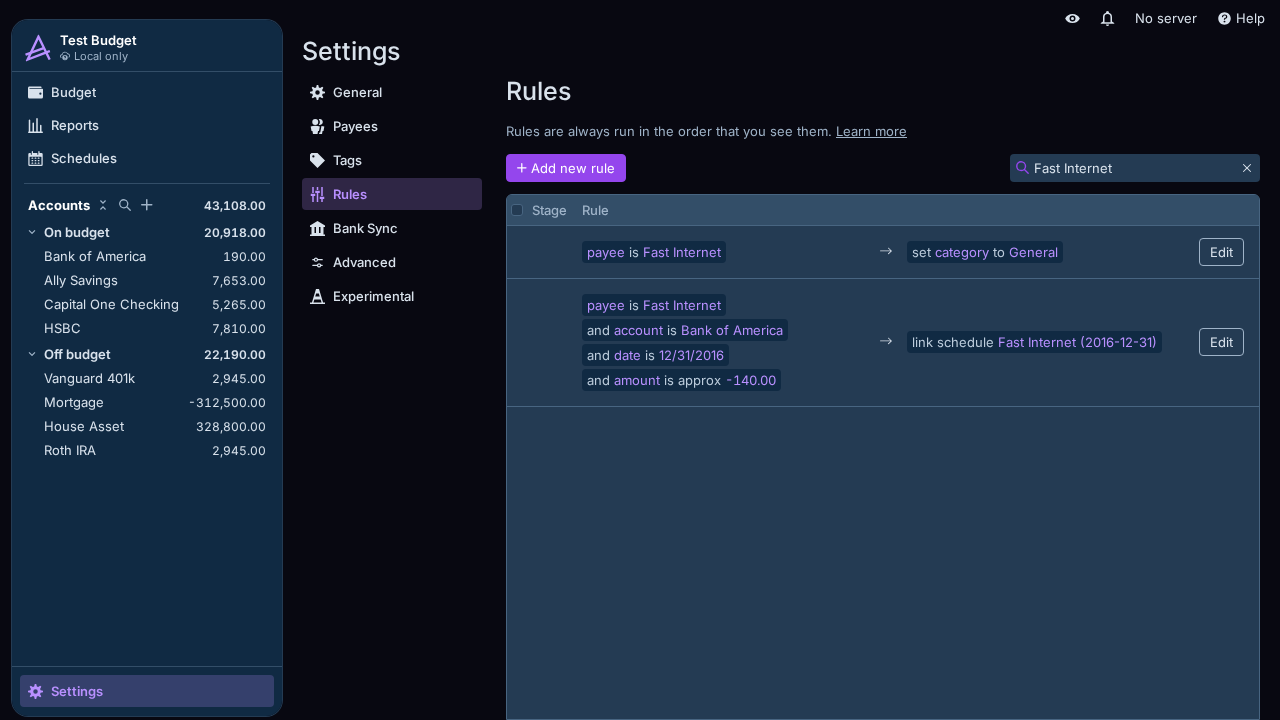 No server
Help
Test Budget
Local only
Budget
Reports
Schedules
Accounts 43,108.00
On budget 20,918.00
Bank of America 190.00
Ally Savings 7,653.00
Capital One Checking 5,265.00
HSBC 7,810.00
Off budget 22,190.00
Vanguard 401k 2,945.00
Mortgage -312,500.00
House Asset 328,800.00
Roth IRA 2,945.00
Settings
Settings
General
Payees
Tags
Rules
Bank Sync
Advanced
Experimental
Rules
Rules are always run in the order that you see them. Learn more
+ Add new rule
Fast Internet
Stage Rule
payee is Fast Internet → set category to General Edit
payee is Fast Internet
and account is Bank of America
→ link schedule Fast Internet (2016-12-31) Edit
and date is 12/31/2016
and amount is approx -140.00